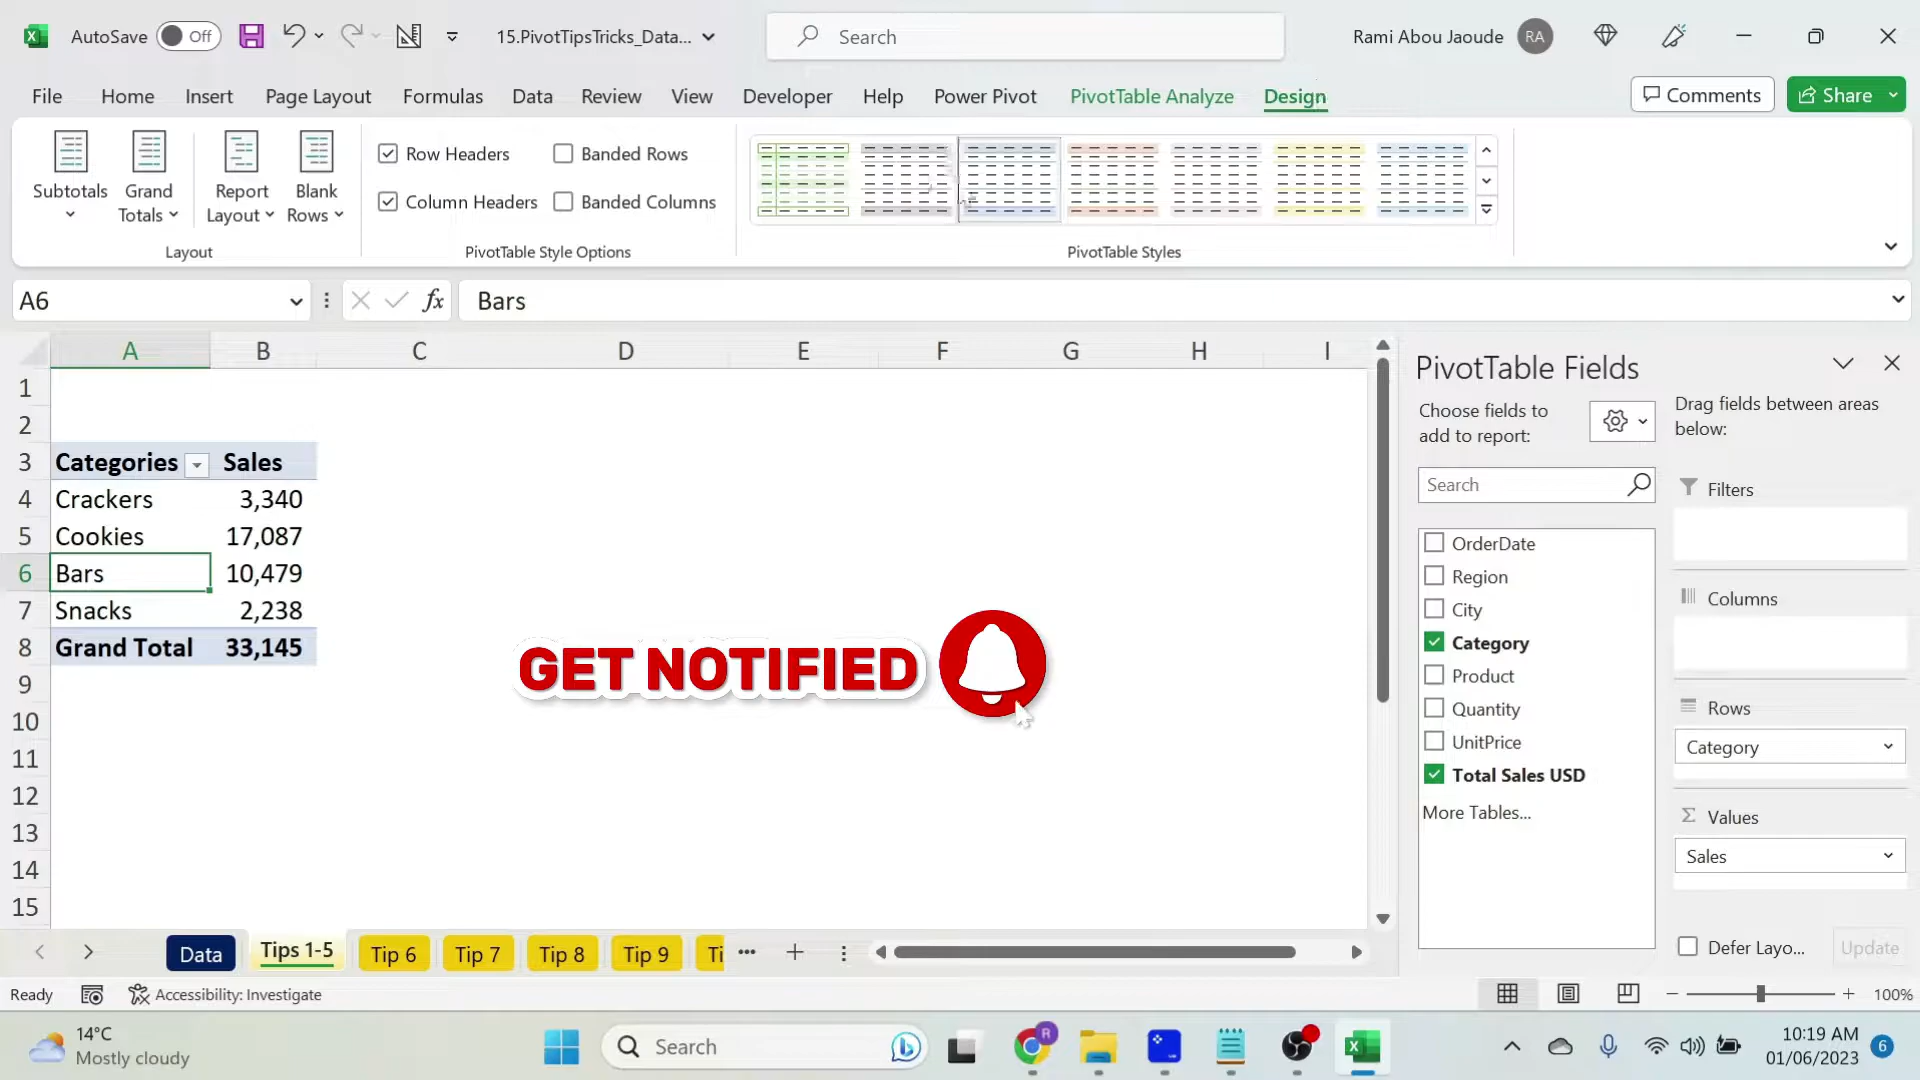 AutoSave Off 15.PivotTipsTricks_Data... Search Rami Abou Jaoude RA
File Home Insert Page Layout Formulas Data Review View Developer Help Power Pivot PivotTable Analyze Design Comments Share
Subtotals Grand Totals Report Layout Blank Rows
Row Headers Banded Rows
Column Headers Banded Columns
Layout PivotTable Style Options PivotTable Styles
A6 fx Bars
A B C D E F G H I
1
2
3 Categories Sales
4 Crackers 3,340
5 Cookies 17,087
6 Bars 10,479
7 Snacks 2,238
8 Grand Total 33,145
9
10
11
12
13
14
15
GET NOTIFIED
PivotTable Fields
Choose fields to
add to report:
Search
OrderDate
Region
City
Category
Product
Quantity
UnitPrice
Total Sales USD
More Tables...
Drag fields between areas
below:
Filters
Columns
Rows
Category
Σ Values
Sales
Defer Layo... Update
Data Tips 1-5 Tip 6 Tip 7 Tip 8 Tip 9 Ti ...
Ready Accessibility: Investigate 100%
14°C
Mostly cloudy
Search
R
10:19 AM
01/06/2023
6